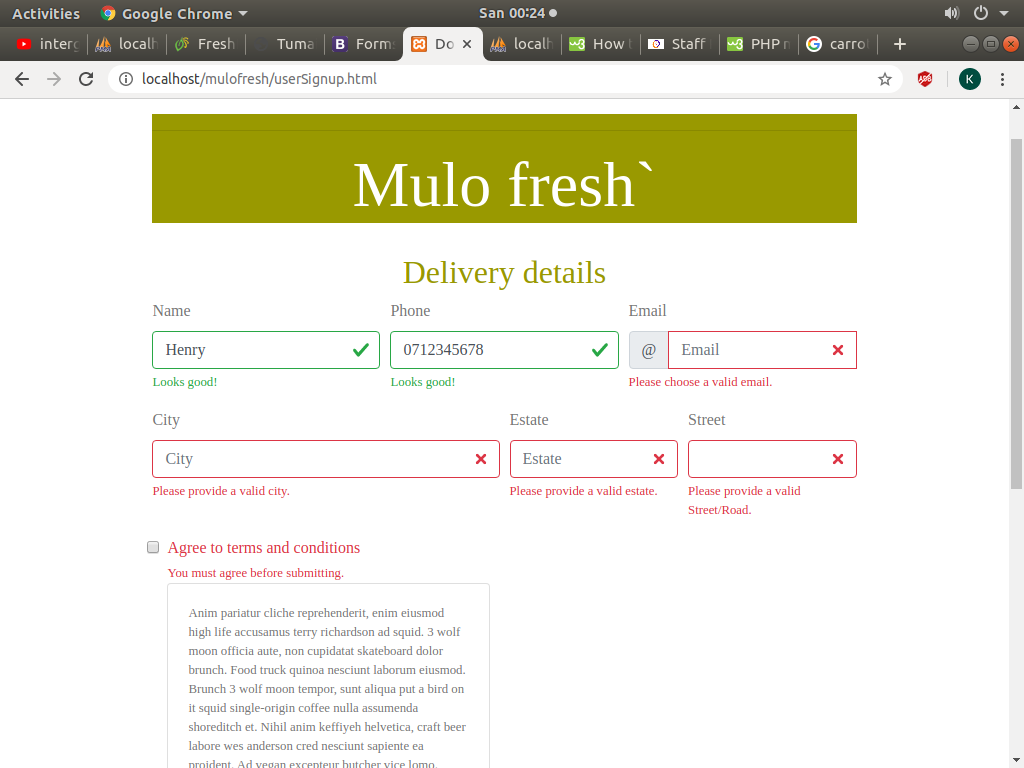 Activities Google Chrome San 00:24
interg localh Fresh Tuma Form Do localh How Staff PHP carro
localhost/mulofresh/userSignup.html K
Mulo fresh`
Delivery details
Name Phone Email
Henry 0712345678 @ Email
Looks good! Looks good! Please choose a valid email.
City Estate Street
City Estate
Please provide a valid city. Please provide a valid estate. Please provide a valid
Street/Road.
Agree to terms and conditions
You must agree before submitting.
Anim pariatur cliche reprehenderit, enim eiusmod
high life accusamus terry richardson ad squid. 3 wolf
moon officia aute, non cupidatat skateboard dolor
brunch. Food truck quinoa nesciunt laborum eiusmod.
Brunch 3 wolf moon tempor, sunt aliqua put a bird on
it squid single-origin coffee nulla assumenda
shoreditch et. Nihil anim keffiyeh helvetica, craft beer
labore wes anderson cred nesciunt sapiente ea
proident. Ad vegan excepteur butcher vice lomo.